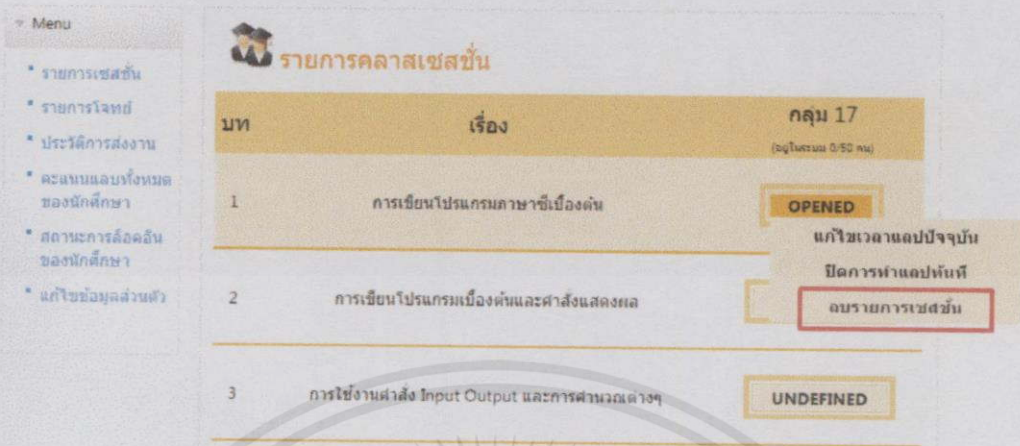 Menu
รายการเซสชั่น
รายการโจทย์
ประวัติการส่งงาน
คะแนนแลบทั้งหมด
ของนักศึกษา
สถานะการล็อคอิน
ของนักศึกษา
แก้ไขข้อมูลส่วนตัว
รายการคลาสเซสชั่น
บท เรื่อง กลุ่ม 17
(อยู่ในระบบ 0/50 คน)
1 การเขียนโปรแกรมภาษาซีเบื้องต้น OPENED
แก้ไขเวลาแลปปัจจุบัน
ปิดการทำแลปทันที
ลบรายการเซสชั่น
2 การเขียนโปรแกรมเบื้องต้นและคำสั่งแสดงผล
3 การใช้งานคำสั่ง Input Output และการคำนวณต่างๆ UNDEFINED